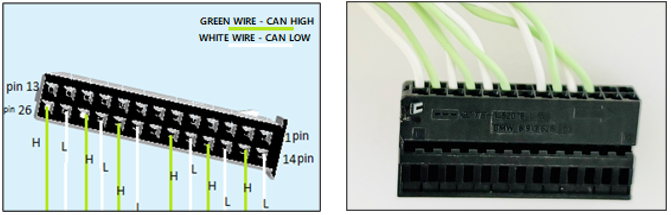 GREEN WIRE - CAN HIGH
WHITE WIRE - CAN LOW
pin 13
pin 26
1pin
14pin
H
L
H
L
H
L
H
L
H
L
H
L